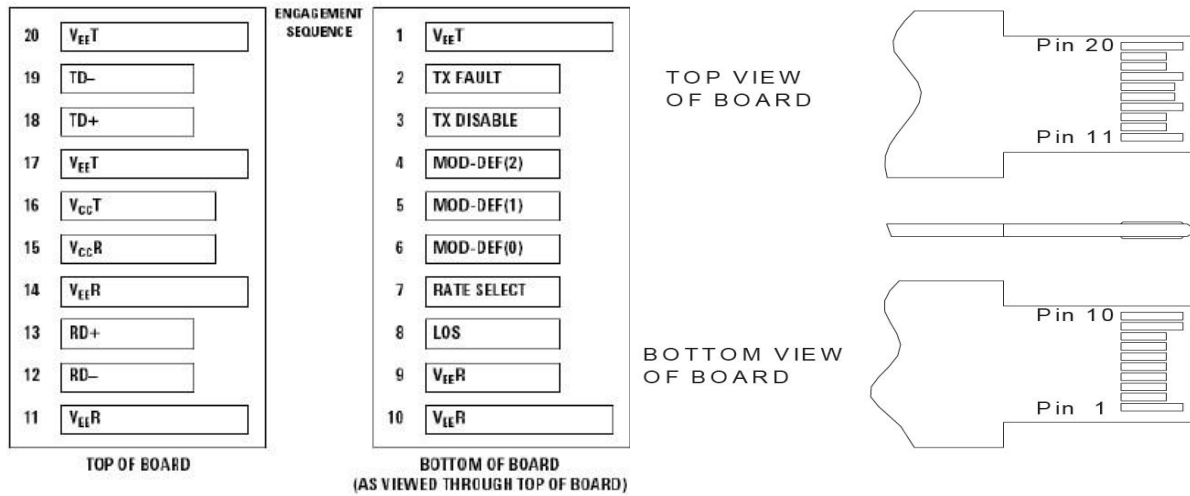 20 VEET
19 TD–
18 TD+
17 VEET
16 VCCT
15 VCCR
14 VEER
13 RD+
12 RD–
11 VEER
TOP OF BOARD
ENGAGEMENT
SEQUENCE
1 VEET
2 TX FAULT
3 TX DISABLE
4 MOD-DEF(2)
5 MOD-DEF(1)
6 MOD-DEF(0)
7 RATE SELECT
8 LOS
9 VEER
10 VEER
BOTTOM OF BOARD
(AS VIEWED THROUGH TOP OF BOARD)
TOP VIEW
OF BOARD
Pin 20
Pin 11
BOTTOM VIEW
OF BOARD
Pin 10
Pin 1